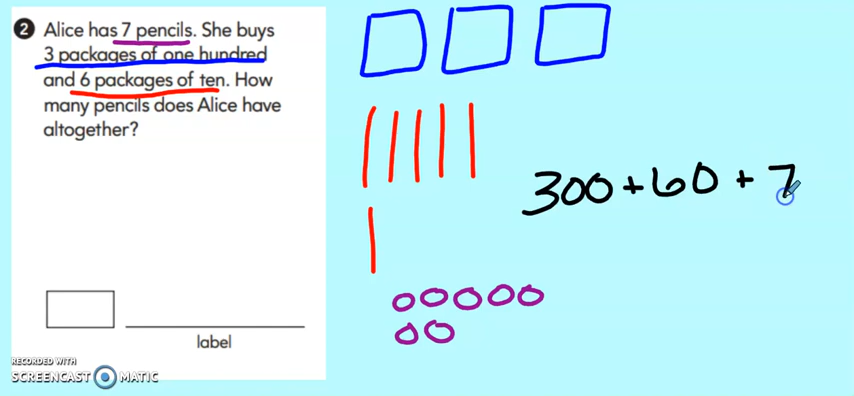 2 Alice has 7 pencils. She buys
3 packages of one hundred
and 6 packages of ten. How
many pencils does Alice have
altogether?
300 + 60 + 7
label
RECORDED WITH
SCREENCAST MATIC